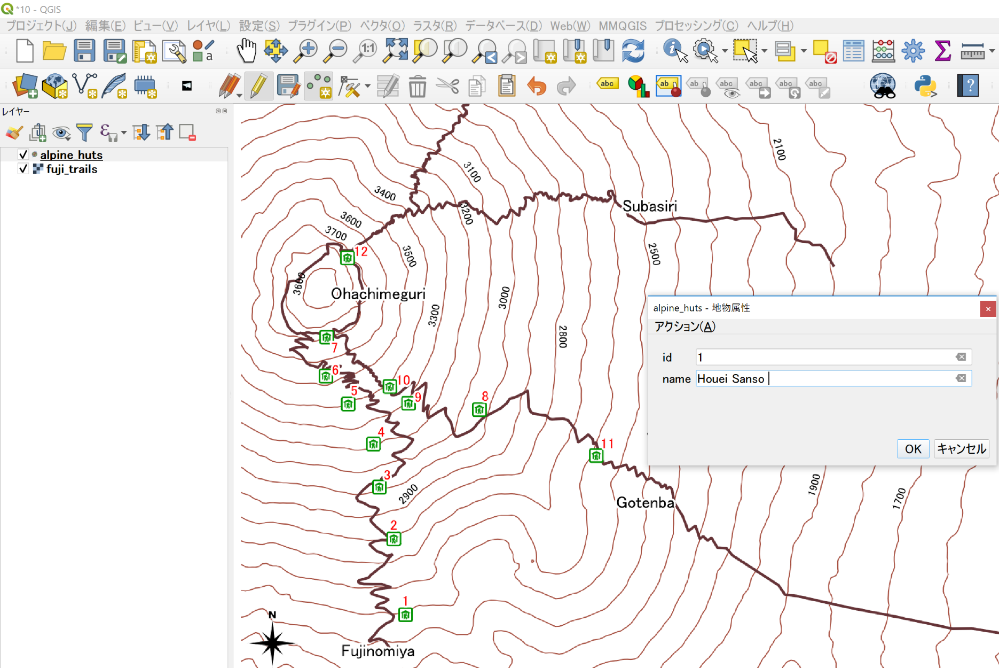 *10 - QGIS
プロジェクト(J) 編集(E) ビュー(V) レイヤ(L) 設定(S) プラグイン(P) ベクタ(O) ラスタ(R) データベース(D) Web(W) MMQGIS プロセッシング(C) ヘルプ(H)
1:1
a
abc
ab
ab
abc
abc
abc
abc
レイヤー
ε
alpine_huts
fuji_trails
2100
3100
3400
3200
Subasiri
3600
3700
3500
2500
12
3600
Ohachimeguri
3000
3300
2800
7
6
10
5
9
8
4
11
3
2900
Gotenba
1900
1700
2
1
N
Fujinomiya
alpine_huts - 地物属性
アクション(A)
id 1
name Houei Sanso
OK キャンセル